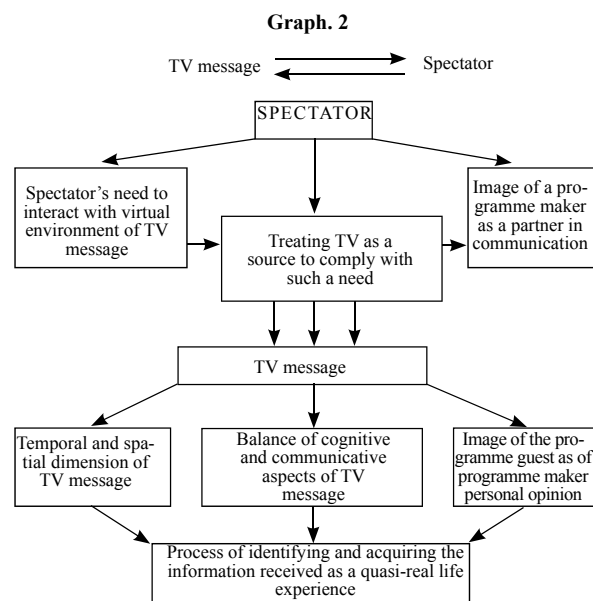 Graph. 2
TV message
Spectator
SPECTATOR
Spectator's need to
interact with virtual
environment of TV
message
Treating TV as a
source to comply with
such a need
Image of a pro-
gramme maker
as a partner in
communication
TV message
Temporal and spa-
tial dimension of
TV message
Balance of cognitive
and communicative
aspects of TV
message
Image of the pro-
gramme guest as of
programme maker
personal opinion
Process of identifying and acquiring the
information received as a quasi-real life
experience